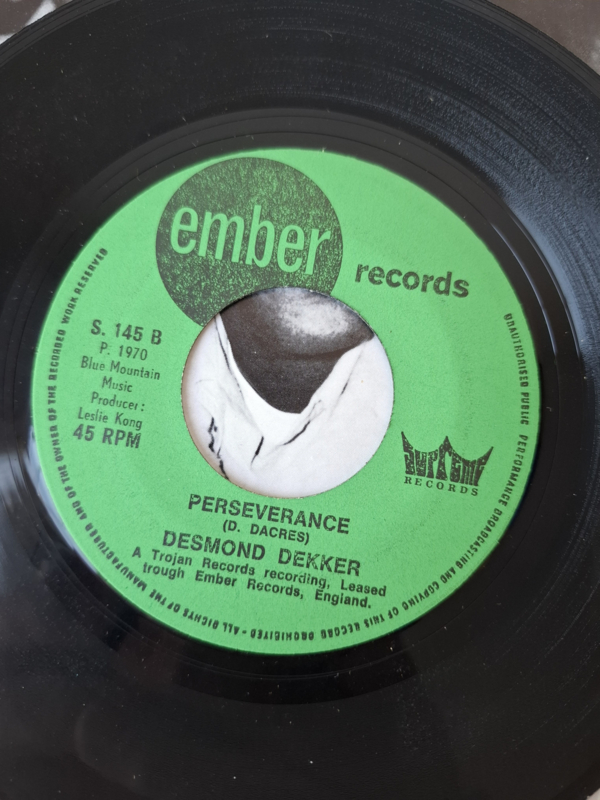 ember
records
S. 145 B
P. 1970
Blue Mountain
Music
Producer:
Leslie Kong
45 RPM
SUPREME
RECORDS
PERSEVERANCE
(D. DACRES)
DESMOND DEKKER
A Trojan Records recording, Leased
trough Ember Records, England.
ALL RIGHTS OF THE MANUFACTURER AND OF THE OWNER OF THE RECORDED WORK RESERVED
UNAUTHORISED PUBLIC PERFORMANCE BROADCASTING AND COPYING OF THIS RECORD PROHIBITED -